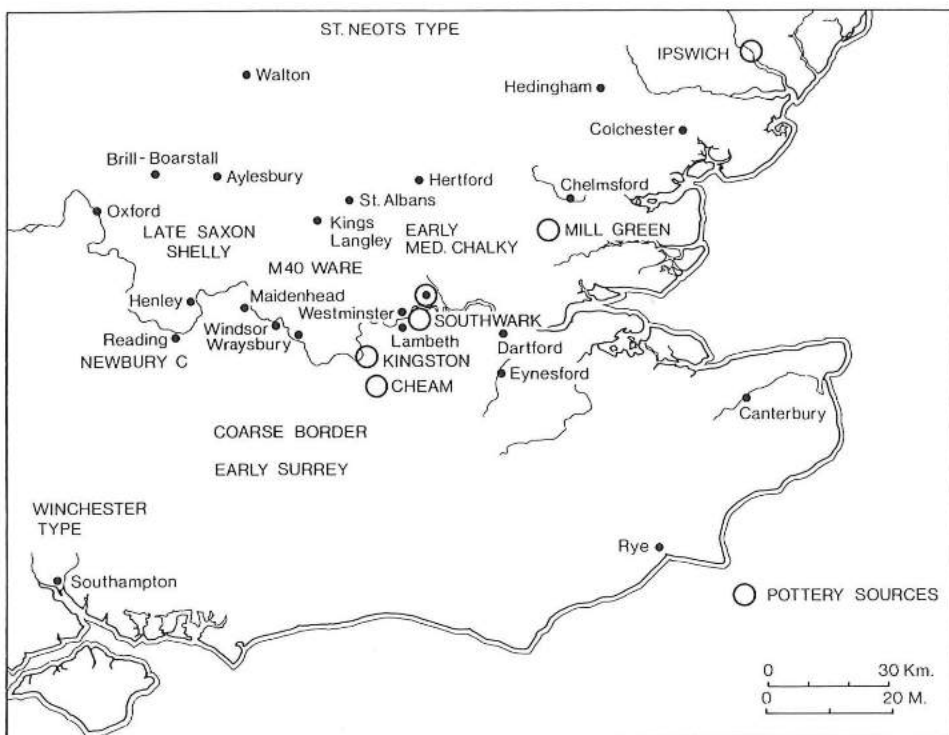 ST. NEOTS TYPE
IPSWICH
Walton
Hedingham
Colchester
Brill-Boarstall
Aylesbury
Hertford
Chelmsford
St. Albans
Oxford
Kings
Langley
EARLY
MED. CHALKY
MILL GREEN
LATE SAXON
SHELLY
M40 WARE
Henley
Maidenhead
Westminster
SOUTHWARK
Windsor
Wraysbury
Lambeth
Reading
Dartford
NEWBURY C
KINGSTON
Eynesford
CHEAM
Canterbury
COARSE BORDER
EARLY SURREY
WINCHESTER
TYPE
Rye
Southampton
POTTERY SOURCES
0 30 Km.
0 20 M.